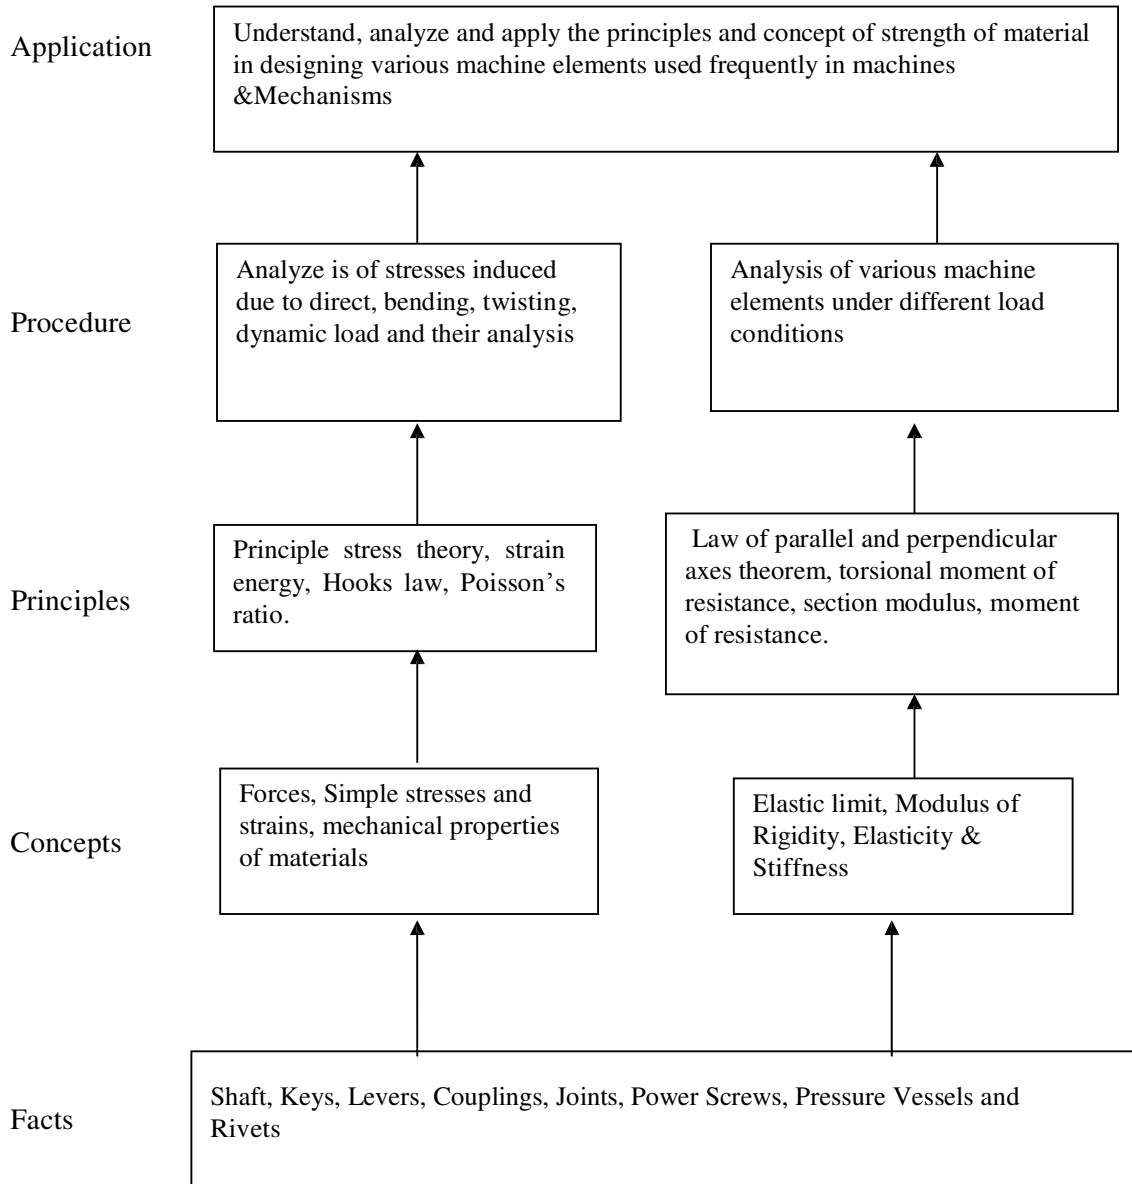 Application
Understand, analyze and apply the principles and concept of strength of material
in designing various machine elements used frequently in machines
&Mechanisms
Procedure
Analyze is of stresses induced
due to direct, bending, twisting,
dynamic load and their analysis
Analysis of various machine
elements under different load
conditions
Principles
Principle stress theory, strain
energy, Hooks law, Poisson's
ratio.
Law of parallel and perpendicular
axes theorem, torsional moment of
resistance, section modulus, moment
of resistance.
Concepts
Forces, Simple stresses and
strains, mechanical properties
of materials
Elastic limit, Modulus of
Rigidity, Elasticity &
Stiffness
Facts
Shaft, Keys, Levers, Couplings, Joints, Power Screws, Pressure Vessels and
Rivets